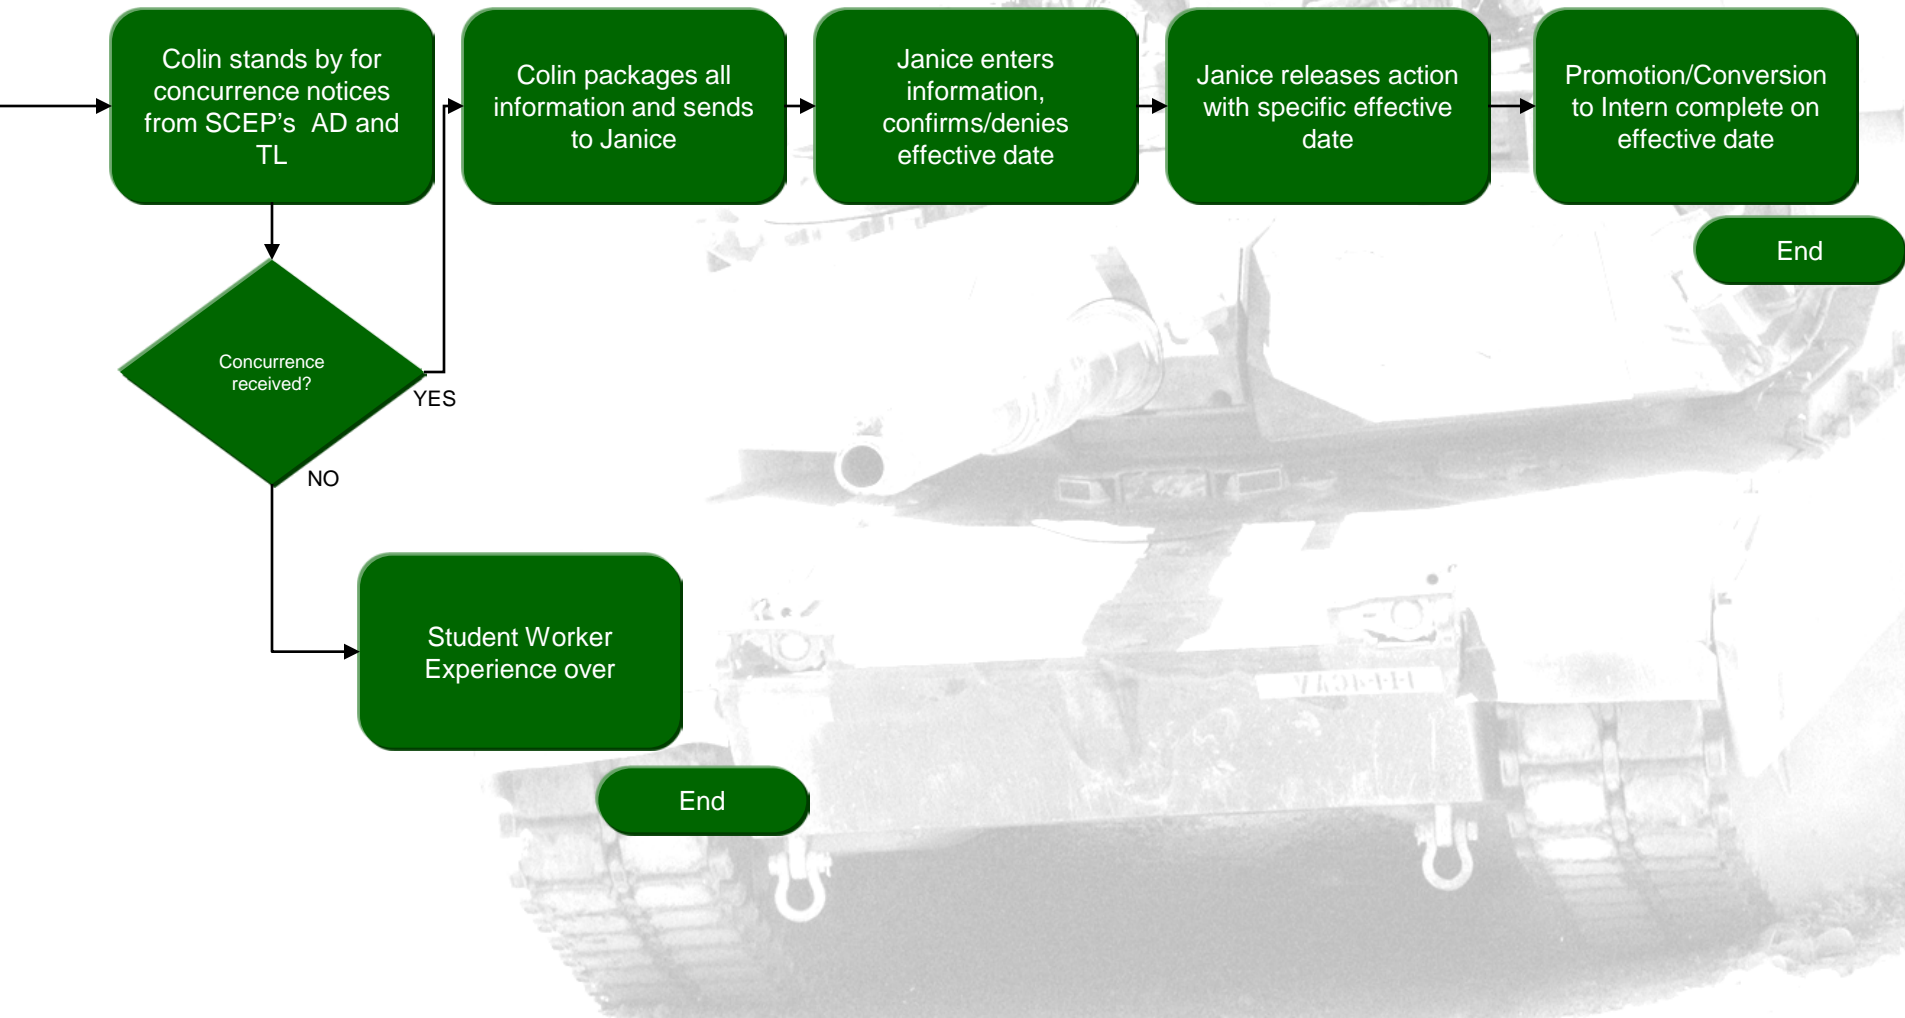 Colin stands by for
concurrence notices
from SCEP's  AD and
TL
Colin packages all
information and sends
to Janice
Janice enters
information,
confirms/denies
effective date
Janice releases action
with specific effective
date
Promotion/Conversion
to Intern complete on
effective date
End
Concurrence
received?
YES
NO
Student Worker
Experience over
End